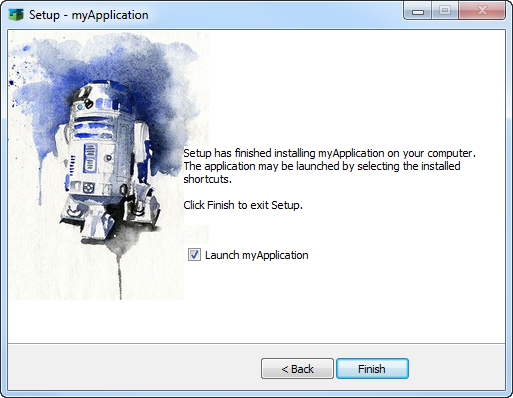 Setup - myApplication
Setup has finished installing myApplication on your computer.
The application may be launched by selecting the installed
shortcuts.
Click Finish to exit Setup.
Launch myApplication
< Back
Finish